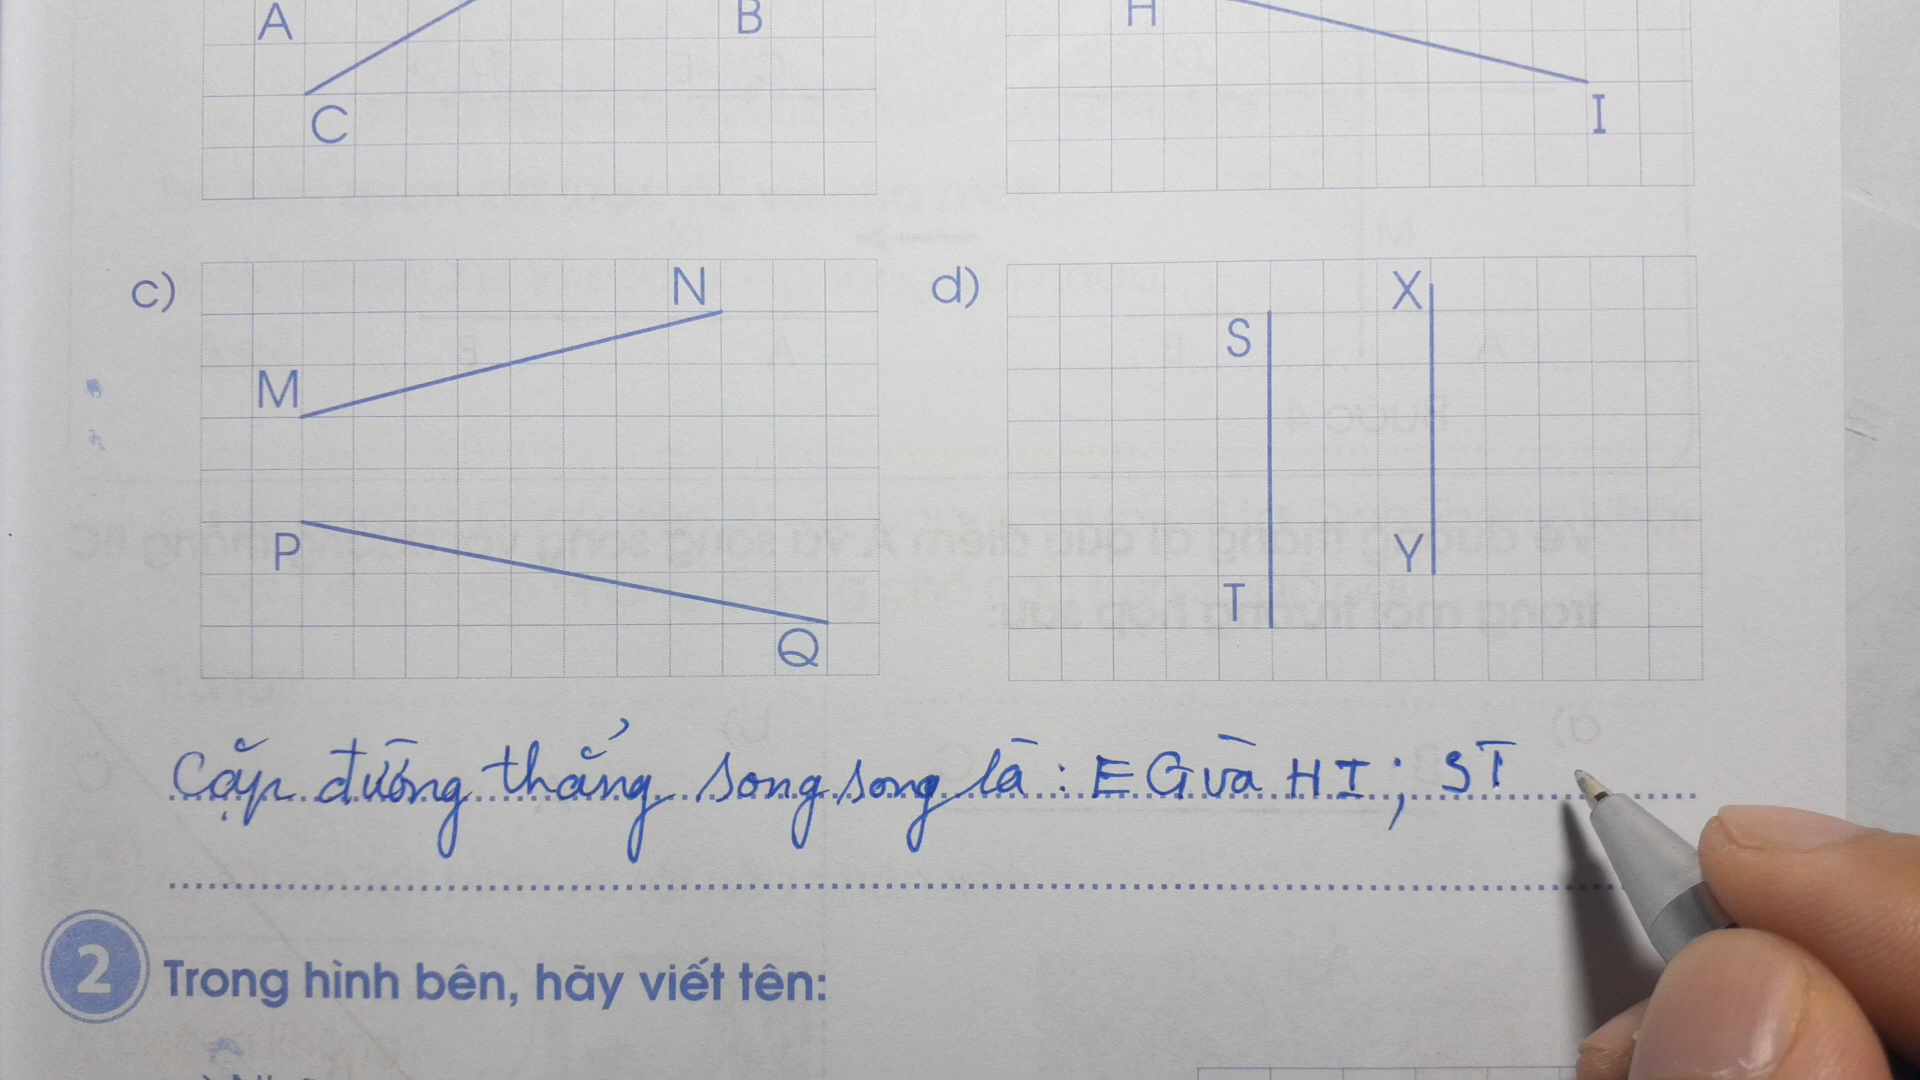 A B H
C I
c) N d) X
S
M
P Y
T
Q
Cặp đường thẳng song song là : EG và HI ; ST
2 Trong hình bên, hãy viết tên: